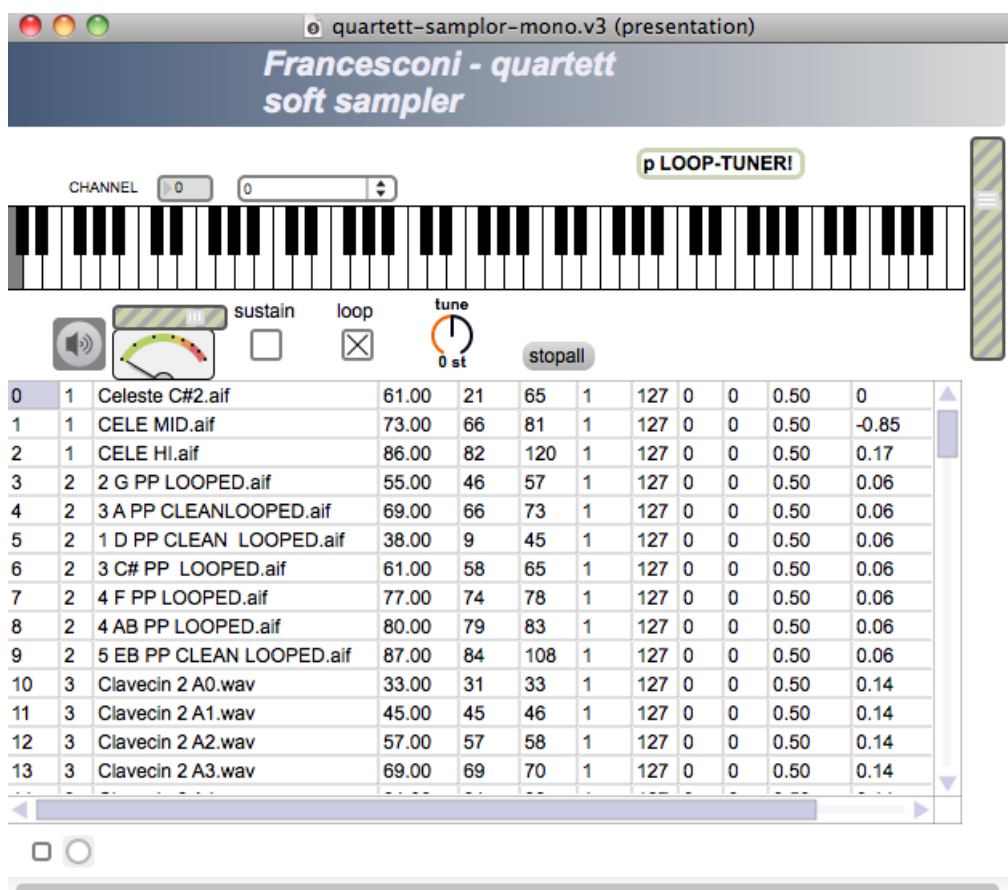 quartett-samplor-mono.v3 (presentation)
Francesconi - quartett
soft sampler
p LOOP-TUNER!
CHANNEL 0 0
sustain loop tune
0 st
stopall
0 1 Celeste C#2.aif 61.00 21 65 1 127 0 0 0.50 0
1 1 CELE MID.aif 73.00 66 81 1 127 0 0 0.50 -0.85
2 1 CELE HI.aif 86.00 82 120 1 127 0 0 0.50 0.17
3 2 2 G PP LOOPED.aif 55.00 46 57 1 127 0 0 0.50 0.06
4 2 3 A PP CLEANLOOPED.aif 69.00 66 73 1 127 0 0 0.50 0.06
5 2 1 D PP CLEAN  LOOPED.aif 38.00 9 45 1 127 0 0 0.50 0.06
6 2 3 C# PP  LOOPED.aif 61.00 58 65 1 127 0 0 0.50 0.06
7 2 4 F PP LOOPED.aif 77.00 74 78 1 127 0 0 0.50 0.06
8 2 4 AB PP LOOPED.aif 80.00 79 83 1 127 0 0 0.50 0.06
9 2 5 EB PP CLEAN LOOPED.aif 87.00 84 108 1 127 0 0 0.50 0.06
10 3 Clavecin 2 A0.wav 33.00 31 33 1 127 0 0 0.50 0.14
11 3 Clavecin 2 A1.wav 45.00 45 46 1 127 0 0 0.50 0.14
12 3 Clavecin 2 A2.wav 57.00 57 58 1 127 0 0 0.50 0.14
13 3 Clavecin 2 A3.wav 69.00 69 70 1 127 0 0 0.50 0.14